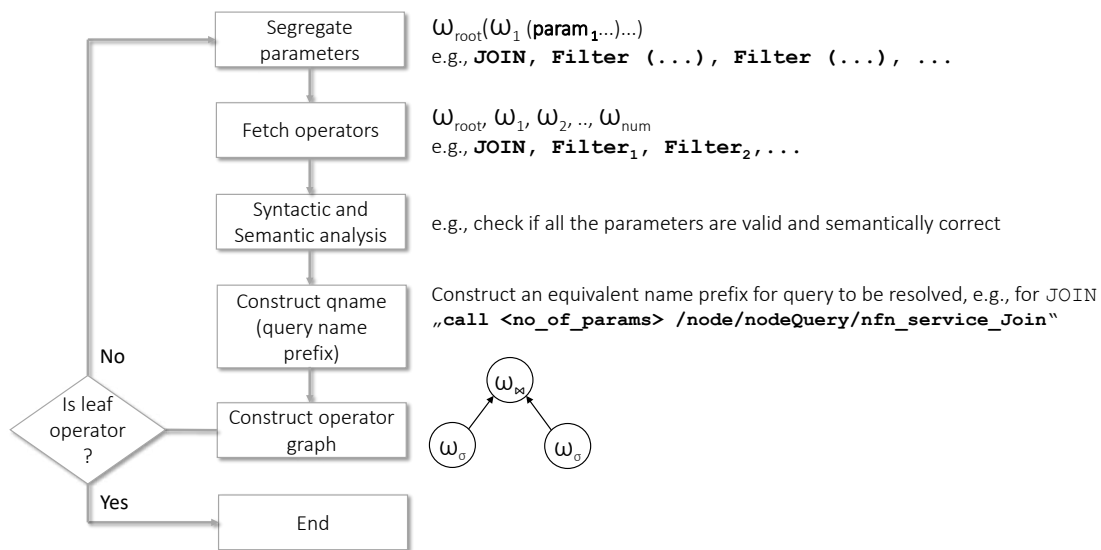 Segregate
parameters
ω_root(ω_1 (param_1...)...)
e.g., JOIN, Filter (...), Filter (...), ...
Fetch operators
ω_root, ω_1, ω_2, .., ω_num
e.g., JOIN, Filter_1, Filter_2,...
Syntactic and
Semantic analysis
e.g., check if all the parameters are valid and semantically correct
Construct qname
(query name
prefix)
Construct an equivalent name prefix for query to be resolved, e.g., for JOIN
„call <no_of_params> /node/nodeQuery/nfn_service_Join“
No
Is leaf
operator
?
Construct operator
graph
ω_⋈
ω_σ
ω_σ
Yes
End